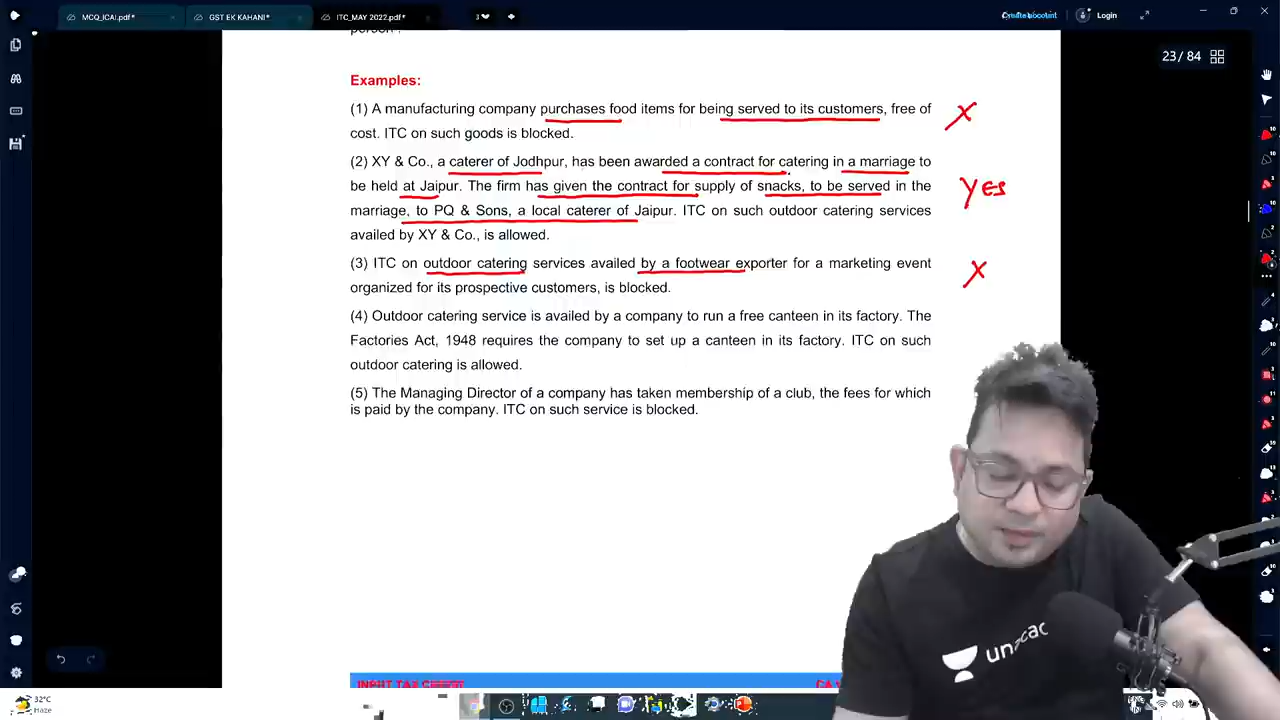 MCQ_ICAI.pdf*
GST EK KAHANI*
ITC_MAY 2022.pdf*
3
Login
23 / 84
Examples:
(1) A manufacturing company purchases food items for being served to its customers, free of
cost. ITC on such goods is blocked.
X
(2) XY & Co., a caterer of Jodhpur, has been awarded a contract for catering in a marriage to
be held at Jaipur. The firm has given the contract for supply of snacks, to be served in the
marriage, to PQ & Sons, a local caterer of Jaipur. ITC on such outdoor catering services
availed by XY & Co., is allowed.
YES
(3) ITC on outdoor catering services availed by a footwear exporter for a marketing event
organized for its prospective customers, is blocked.
X
(4) Outdoor catering service is availed by a company to run a free canteen in its factory. The
Factories Act, 1948 requires the company to set up a canteen in its factory. ITC on such
outdoor catering is allowed.
(5) The Managing Director of a company has taken membership of a club, the fees for which
is paid by the company. ITC on such service is blocked.
32°C
Haze